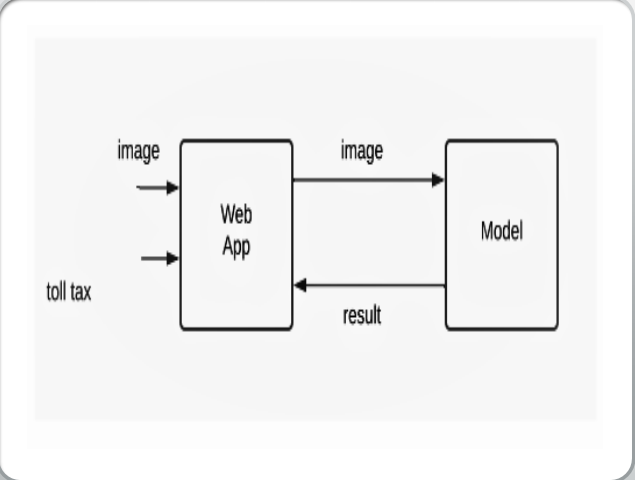 image
image
Web
App
Model
toll tax
result